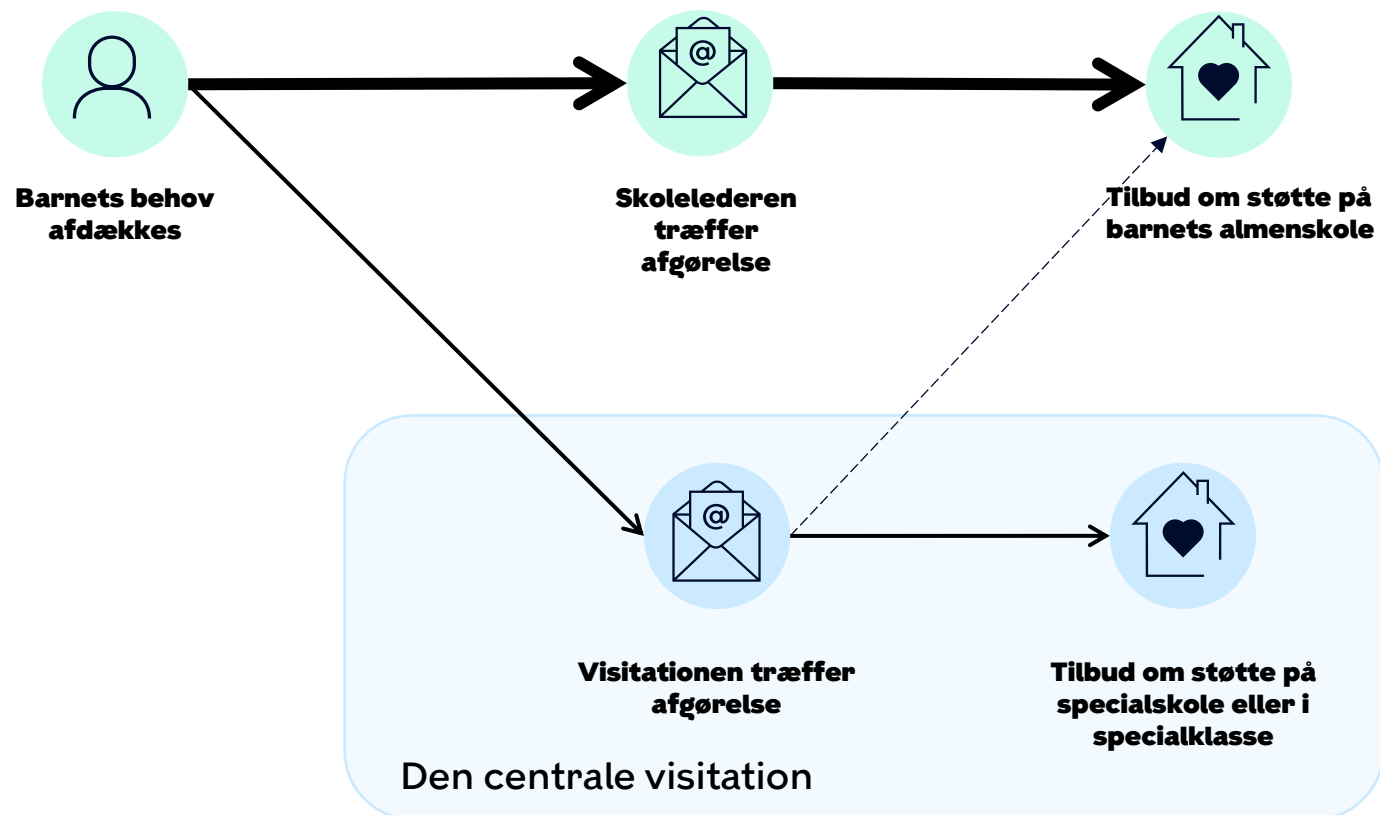 @
@
Barnets behov
afdækkes
Skolelederen
træffer
afgørelse
Tilbud om støtte på
barnets almenskole
@
Visitationen træffer
afgørelse
Tilbud om støtte på
specialskole eller i
specialklasse
Den centrale visitation